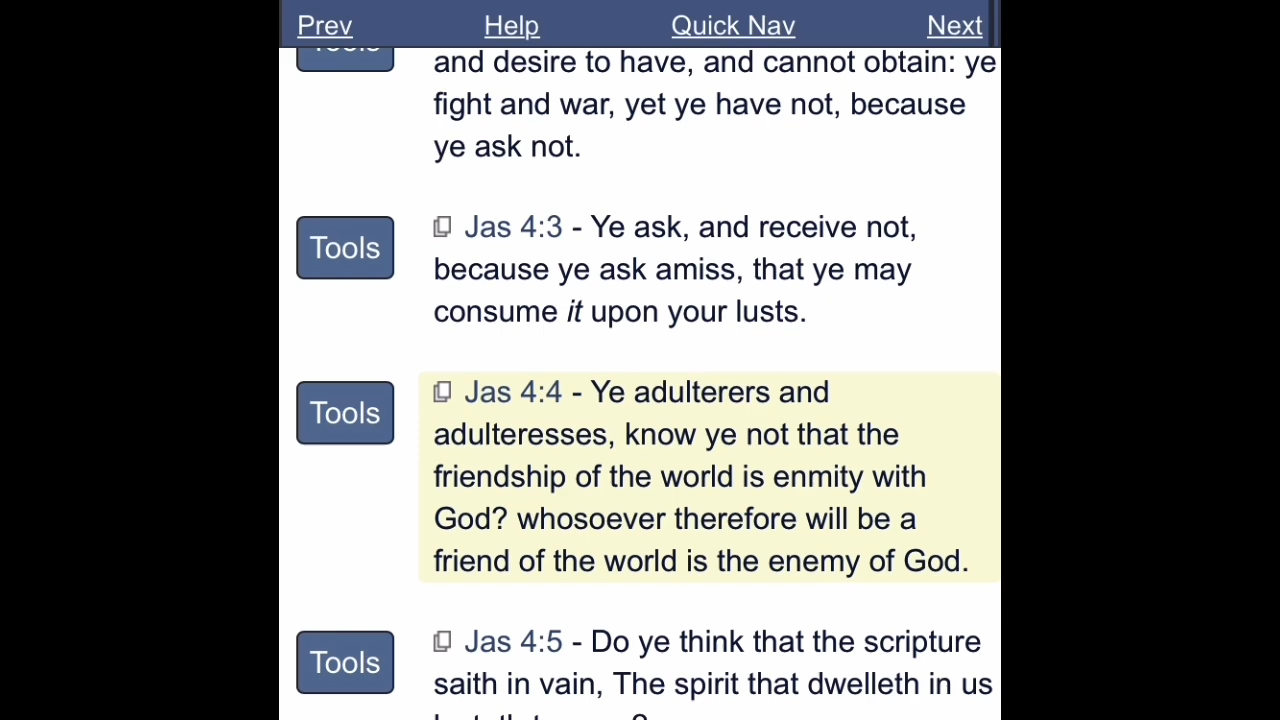 Prev Help Quick Nav Next
Tools
and desire to have, and cannot obtain: ye
fight and war, yet ye have not, because
ye ask not.
Tools
Jas 4:3 - Ye ask, and receive not,
because ye ask amiss, that ye may
consume it upon your lusts.
Tools
Jas 4:4 - Ye adulterers and
adulteresses, know ye not that the
friendship of the world is enmity with
God? whosoever therefore will be a
friend of the world is the enemy of God.
Tools
Jas 4:5 - Do ye think that the scripture
saith in vain, The spirit that dwelleth in us